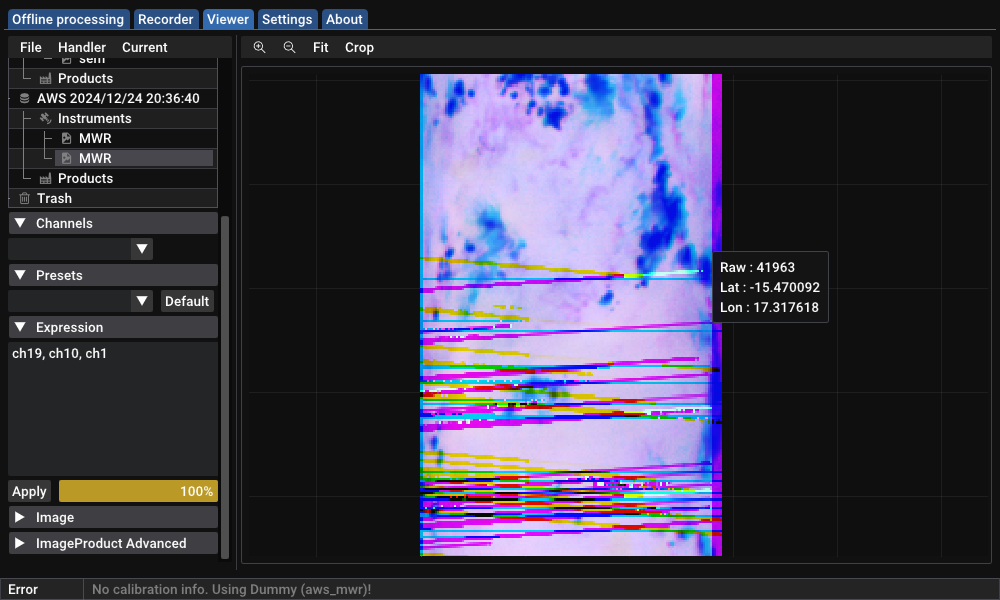 Offline processing Recorder Viewer Settings About
File Handler Current
Fit Crop
sem
Products
AWS 2024/12/24 20:36:40
Instruments
MWR
MWR
Products
Trash
Channels
Presets
Default
Expression
ch19, ch10, ch1
Apply 100%
Image
ImageProduct Advanced
Raw : 41963
Lat : -15.470092
Lon : 17.317618
Error No calibration info. Using Dummy (aws_mwr)!